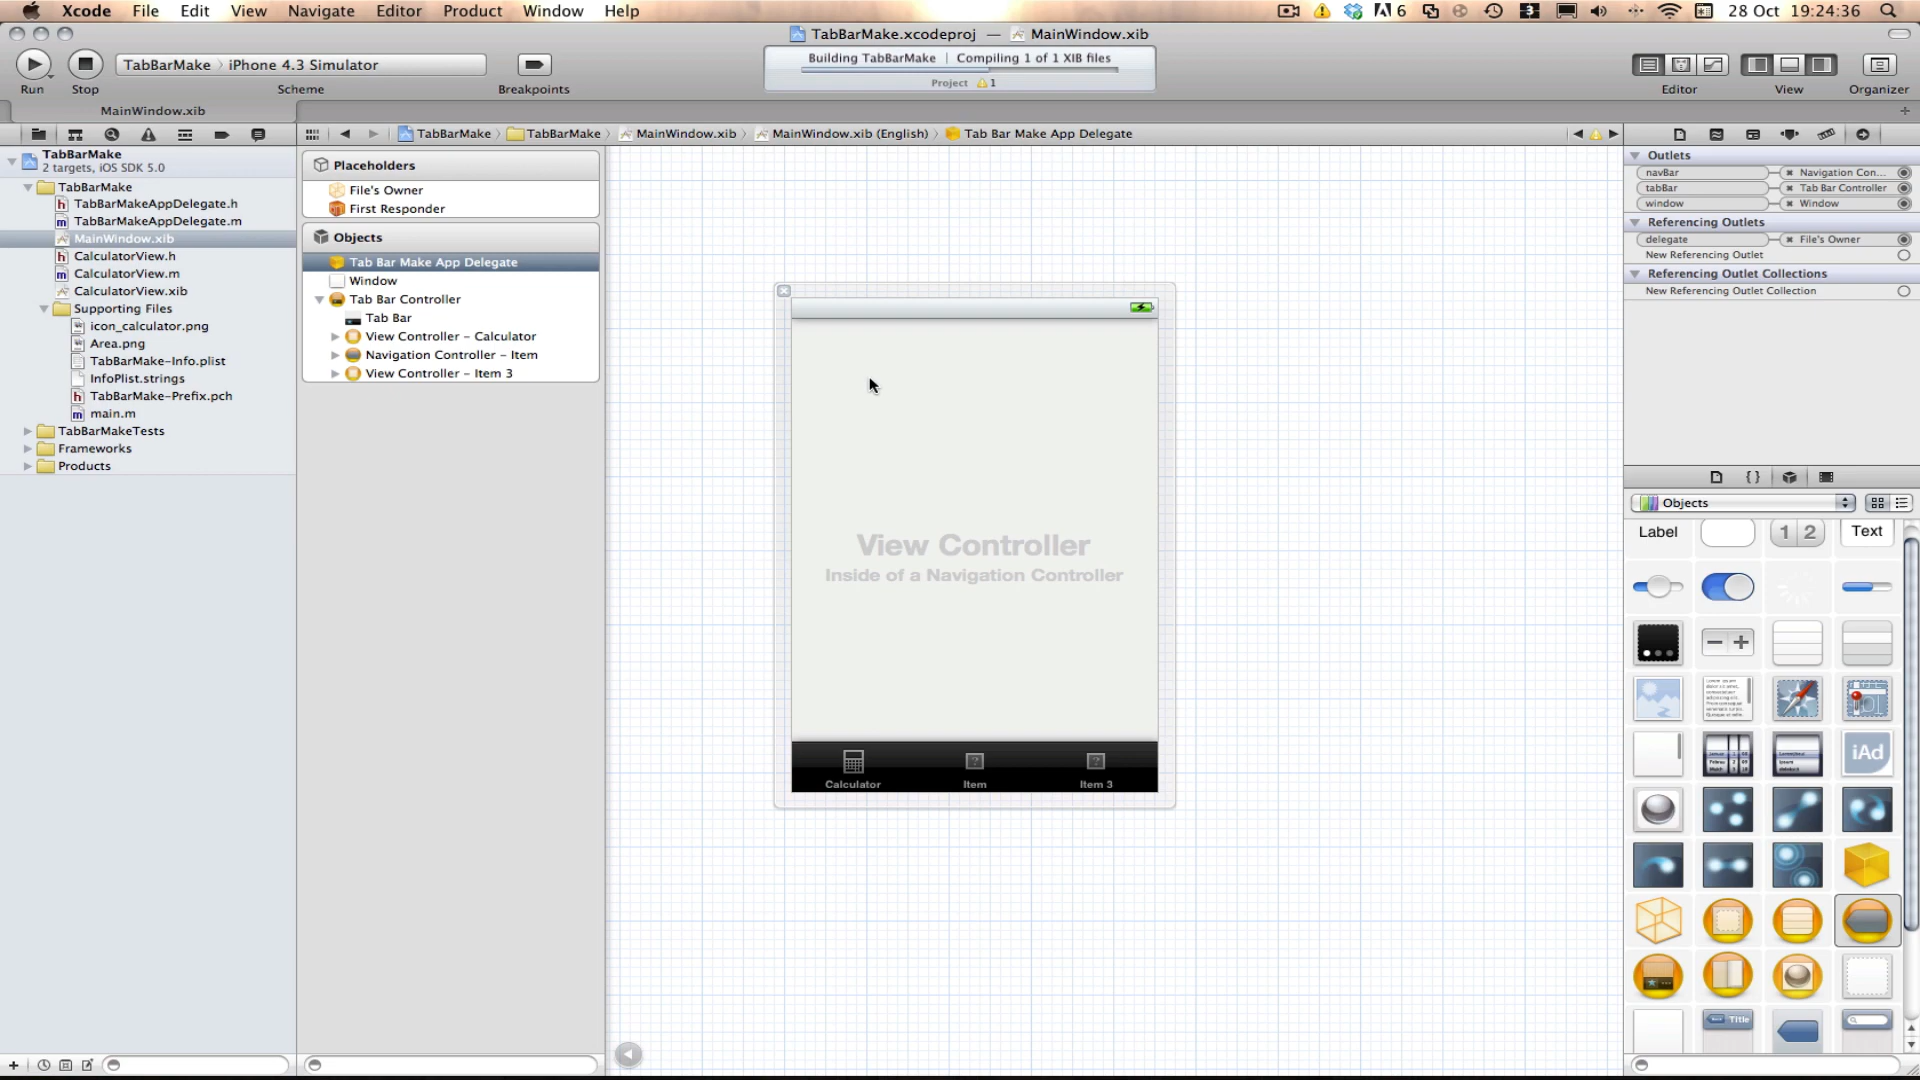 Xcode File Edit View Navigate Editor Product Window Help
6 3 28 Oct 19:24:36
TabBarMake.xcodeproj — MainWindow.xib
TabBarMake iPhone 4.3 Simulator
Building TabBarMake | Compiling 1 of 1 XIB files
Project 1
Run Stop Scheme Breakpoints Editor View Organizer
MainWindow.xib
TabBarMake TabBarMake MainWindow.xib MainWindow.xib (English) Tab Bar Make App Delegate
TabBarMake
2 targets, iOS SDK 5.0
TabBarMake
TabBarMakeAppDelegate.h
TabBarMakeAppDelegate.m
MainWindow.xib
CalculatorView.h
CalculatorView.m
CalculatorView.xib
Supporting Files
icon_calculator.png
Area.png
TabBarMake-Info.plist
InfoPlist.strings
TabBarMake-Prefix.pch
main.m
TabBarMakeTests
Frameworks
Products
Placeholders
File's Owner
First Responder
Objects
Tab Bar Make App Delegate
Window
Tab Bar Controller
Tab Bar
View Controller – Calculator
Navigation Controller – Item
View Controller – Item 3
View Controller
Inside of a Navigation Controller
Calculator Item Item 3
Outlets
navBar Navigation Con...
tabBar Tab Bar Controller
window Window
Referencing Outlets
delegate File's Owner
New Referencing Outlet
Referencing Outlet Collections
New Referencing Outlet Collection
Objects
Label 1 2 Text
iAd
Title